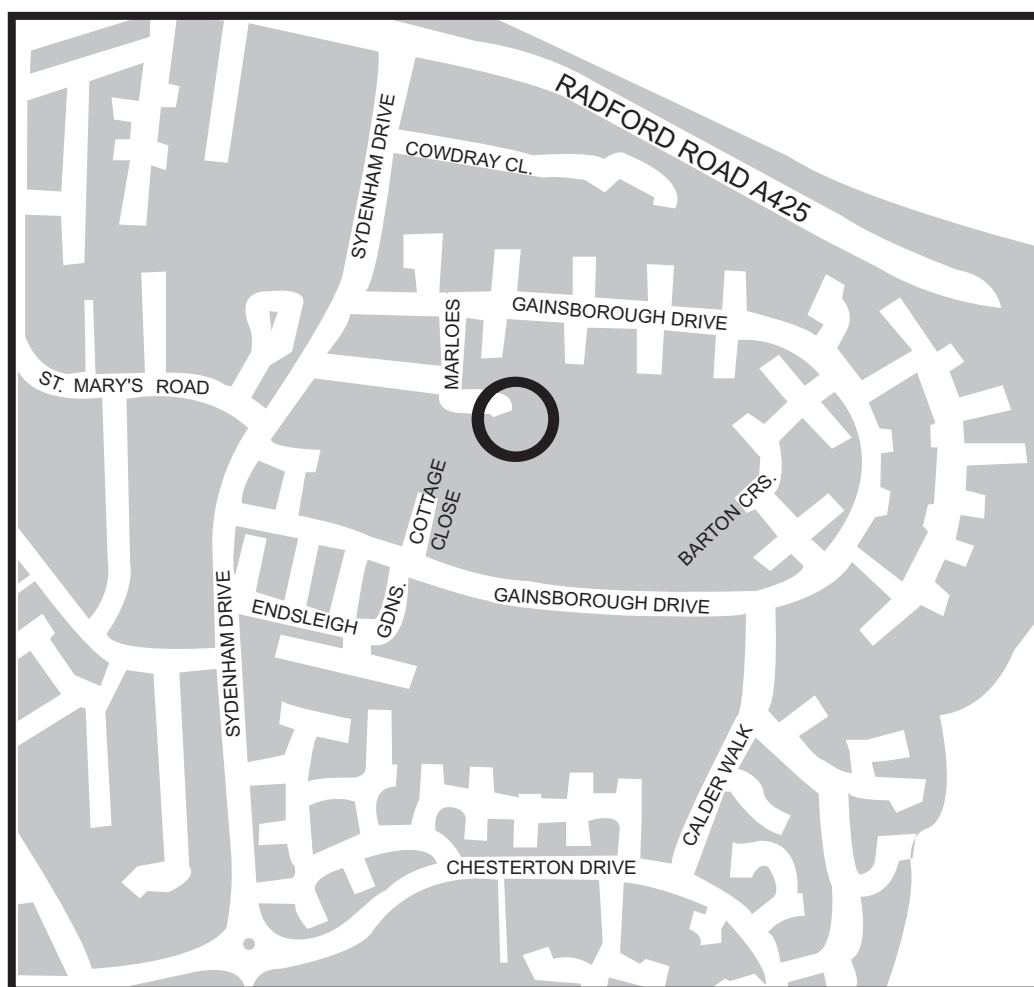 RADFORD ROAD A425
SYDENHAM DRIVE
COWDRAY CL.
MARLOES
GAINSBOROUGH DRIVE
ST. MARY'S ROAD
COTTAGE
CLOSE
BARTON CRS.
SYDENHAM DRIVE
ENDSLEIGH
GDNS.
GAINSBOROUGH DRIVE
CALDER WALK
CHESTERTON DRIVE